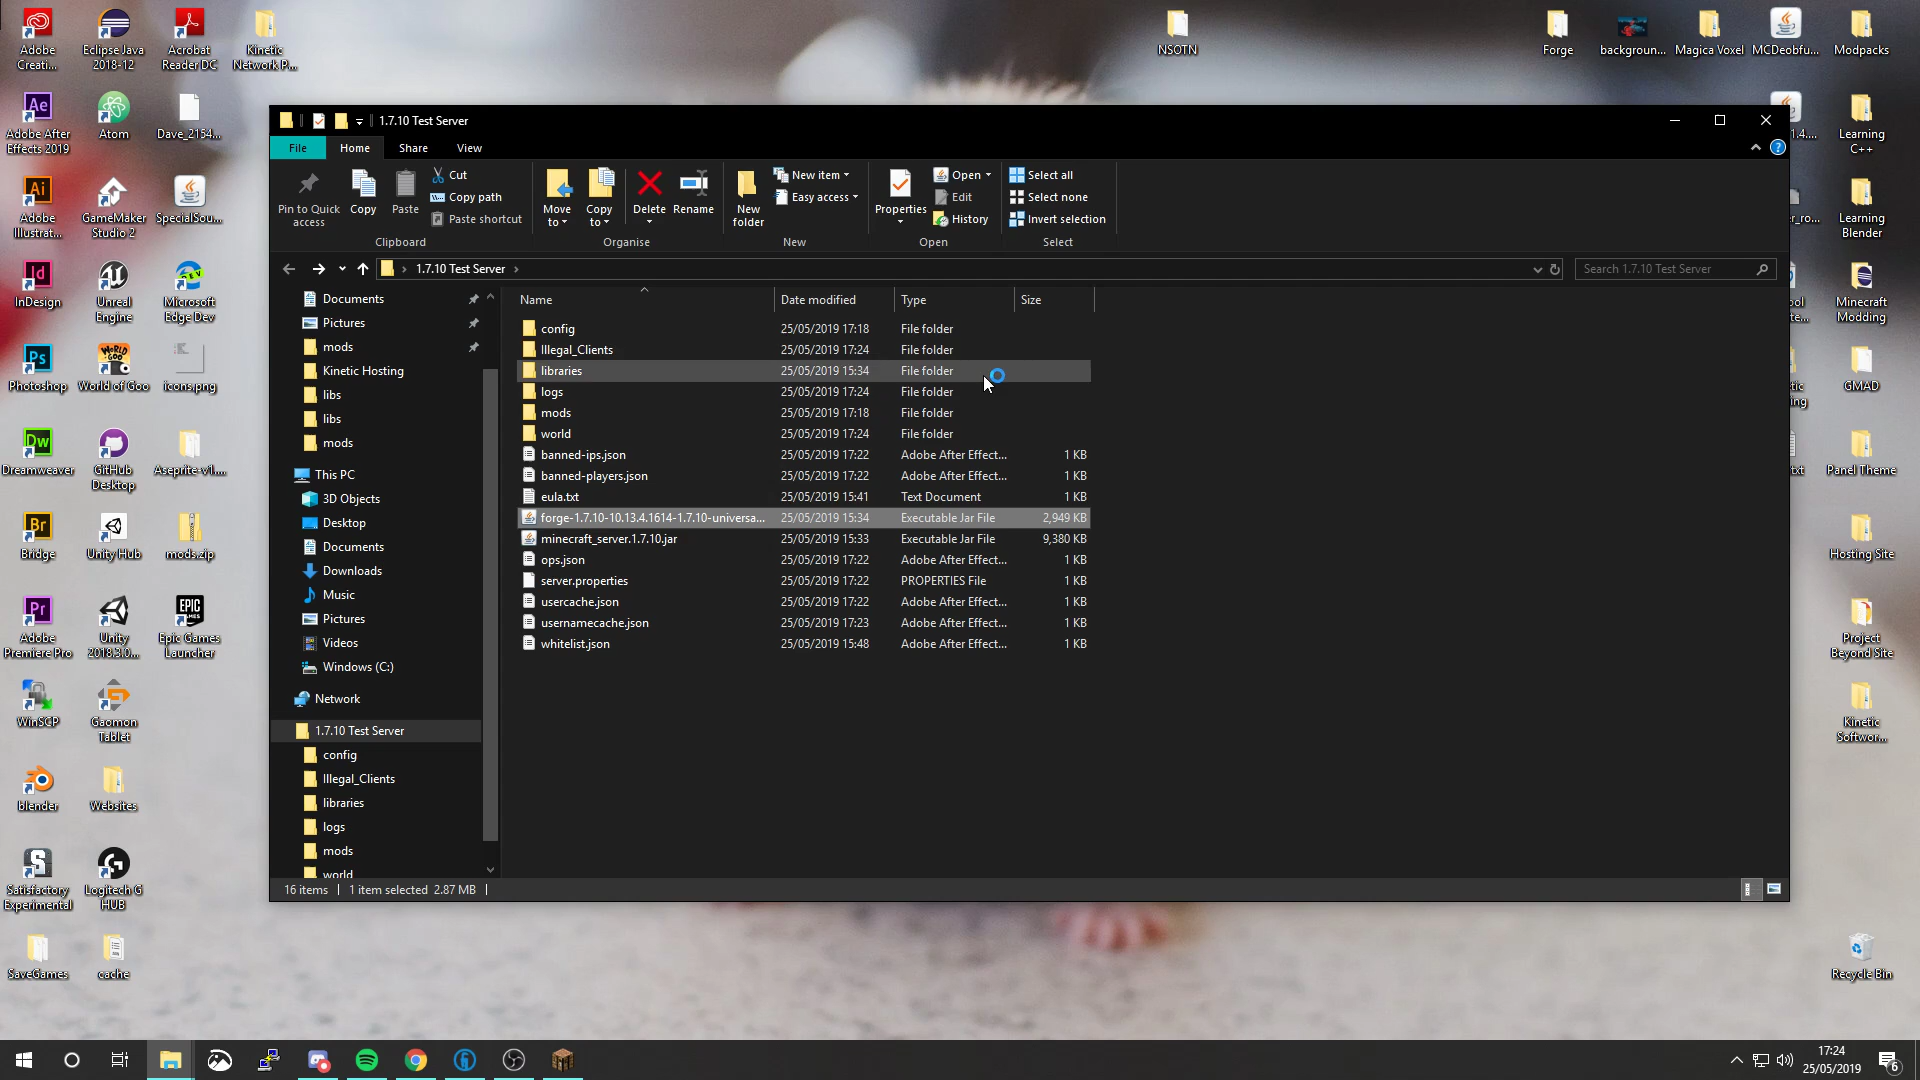 Adobe Creati...
Eclipse Java 2018-12
Acrobat Reader DC
Kinetic Network P...
NSOTN
Forge
backgroun...
Magica Voxel
MCDeobfu...
Modpacks
Adobe After Effects 2019
Atom
Dave_2154...
1.4....
Learning C++
Adobe Illustrat...
GameMaker Studio 2
SpecialSou...
er_ro...
Learning Blender
InDesign
Unreal Engine
Microsoft Edge Dev
Minecraft Modding
Photoshop
World of Goo
icons.png
GMAD
Dreamweaver
GitHub Desktop
Aseprite-v1....
Panel Theme
Bridge
Unity Hub
mods.zip
Hosting Site
Adobe Premiere Pro
Unity 2018.3.0...
Epic Games Launcher
Project Beyond Site
WinSCP
Gaomon Tablet
Kinetic Softwor...
blender
Websites
Satisfactory Experimental
Logitech G HUB
SaveGames
cache
Recycle Bin
1.7.10 Test Server
File Home Share View
Pin to Quick access
Copy
Paste
Cut
Copy path
Paste shortcut
Clipboard
Move to
Copy to
Delete
Rename
Organise
New folder
New item
Easy access
New
Properties
Open
Edit
History
Open
Select all
Select none
Invert selection
Select
1.7.10 Test Server
Search 1.7.10 Test Server
Documents
Pictures
mods
Kinetic Hosting
libs
libs
mods
This PC
3D Objects
Desktop
Documents
Downloads
Music
Pictures
Videos
Windows (C:)
Network
1.7.10 Test Server
config
Illegal_Clients
libraries
logs
mods
world
Name Date modified Type Size
config 25/05/2019 17:18 File folder
Illegal_Clients 25/05/2019 17:24 File folder
libraries 25/05/2019 15:34 File folder
logs 25/05/2019 17:24 File folder
mods 25/05/2019 17:18 File folder
world 25/05/2019 17:24 File folder
banned-ips.json 25/05/2019 17:22 Adobe After Effect... 1 KB
banned-players.json 25/05/2019 17:22 Adobe After Effect... 1 KB
eula.txt 25/05/2019 15:41 Text Document 1 KB
forge-1.7.10-10.13.4.1614-1.7.10-universa... 25/05/2019 15:34 Executable Jar File 2,949 KB
minecraft_server.1.7.10.jar 25/05/2019 15:33 Executable Jar File 9,380 KB
ops.json 25/05/2019 17:22 Adobe After Effect... 1 KB
server.properties 25/05/2019 17:22 PROPERTIES File 1 KB
usercache.json 25/05/2019 17:22 Adobe After Effect... 1 KB
usernamecache.json 25/05/2019 17:23 Adobe After Effect... 1 KB
whitelist.json 25/05/2019 15:48 Adobe After Effect... 1 KB
16 items 1 item selected 2.87 MB
17:24
25/05/2019
6